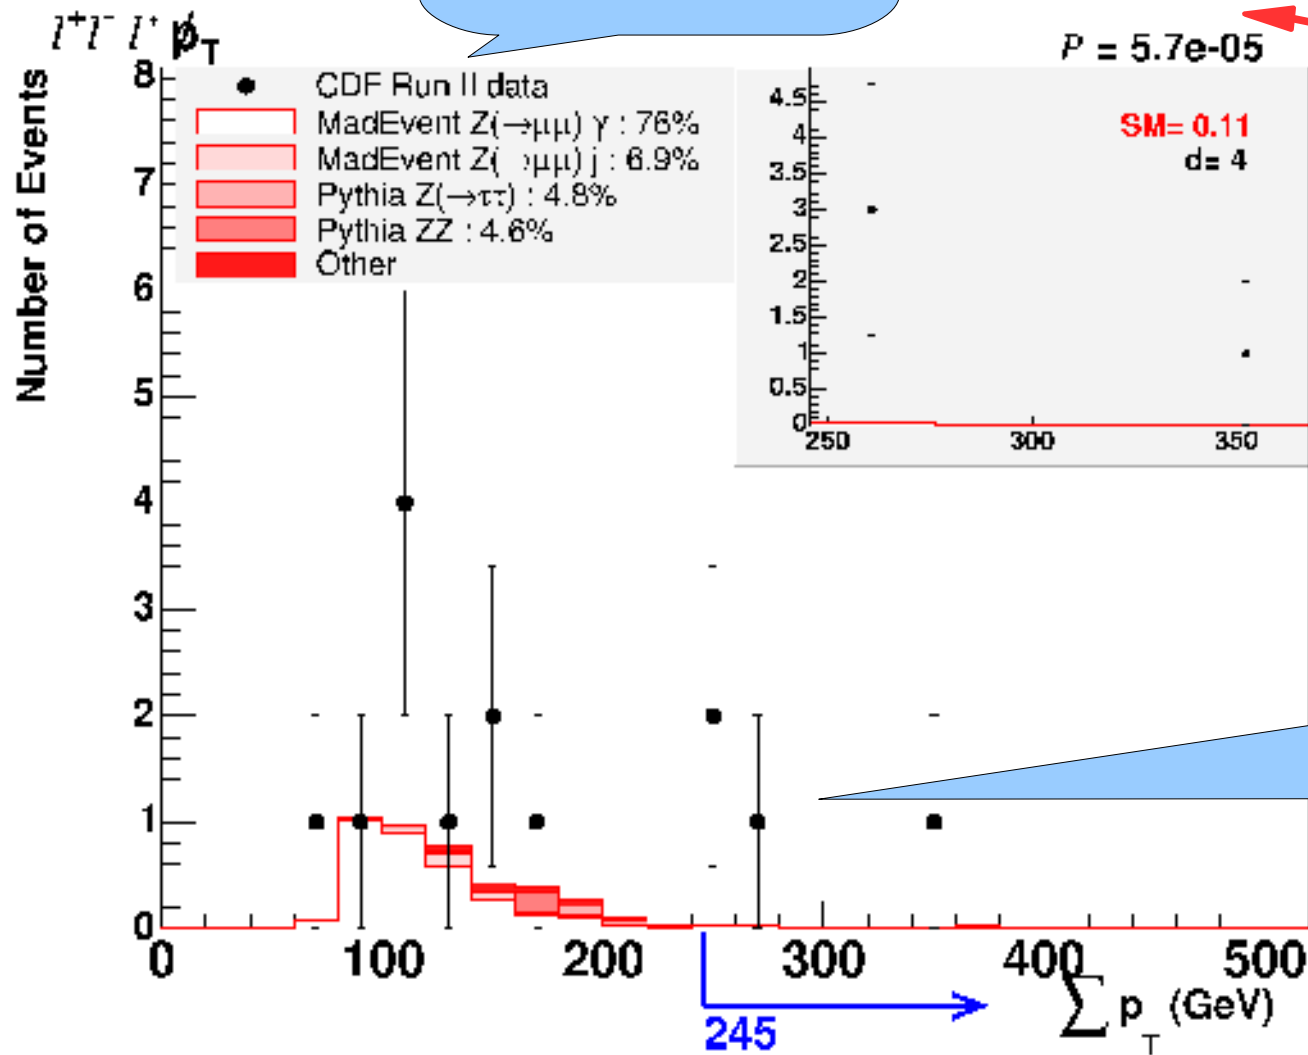 l⁺l⁻ l⁺ p̸_T
P = 5.7e-05
Number of Events
8
7
6
5
4
3
2
1
0
CDF Run II data
MadEvent Z(→μμ) γ : 76%
MadEvent Z( →μμ) j : 6.9%
Pythia Z(→ττ) : 4.8%
Pythia ZZ : 4.6%
Other
SM= 0.11
d= 4
4.5
4
3.5
3
2.5
2
1.5
1
0.5
0
250 300 350
0 100 200 300 400 500
245
∑ p_T (GeV)